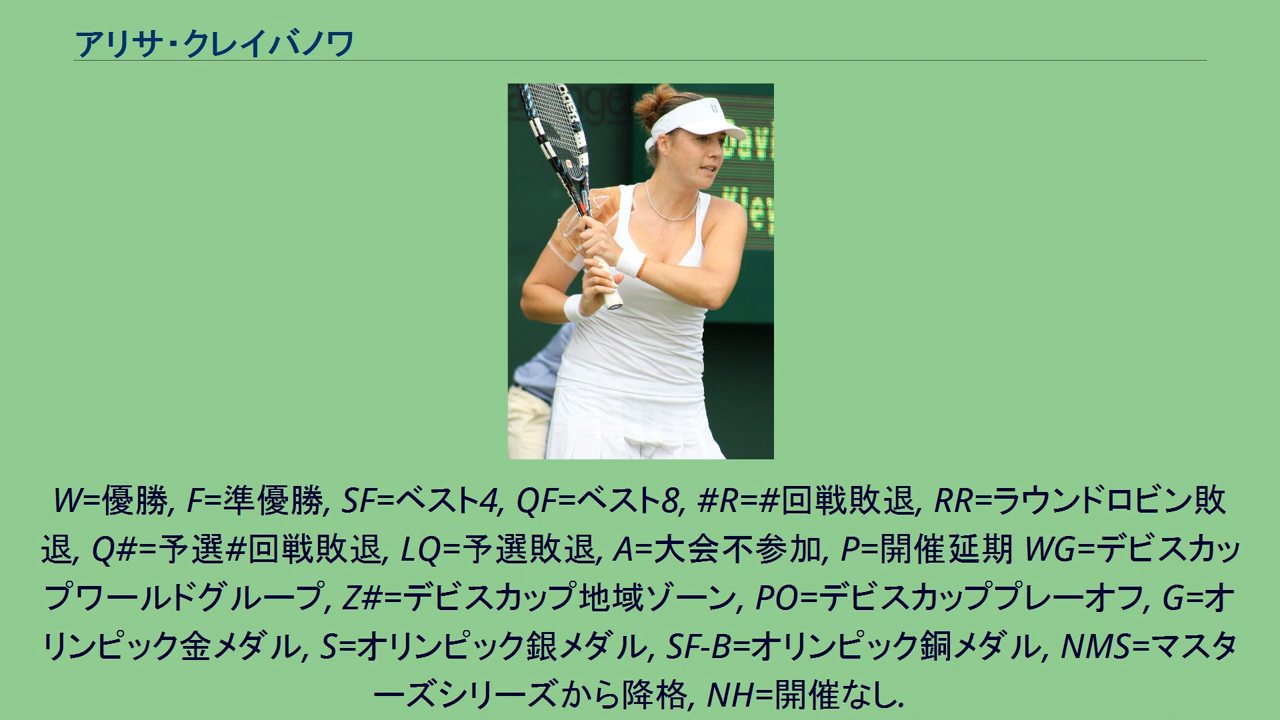 アリサ・クレイバノワ
Davi
Kley
W=優勝, F=準優勝, SF=ベスト4, QF=ベスト8, #R=#回戦敗退, RR=ラウンドロビン敗
退, Q#=予選#回戦敗退, LQ=予選敗退, A=大会不参加, P=開催延期 WG=デビスカッ
プワールドグループ, Z#=デビスカップ地域ゾーン, PO=デビスカッププレーオフ, G=オ
リンピック金メダル, S=オリンピック銀メダル, SF-B=オリンピック銅メダル, NMS=マスタ
ーズシリーズから降格, NH=開催なし.